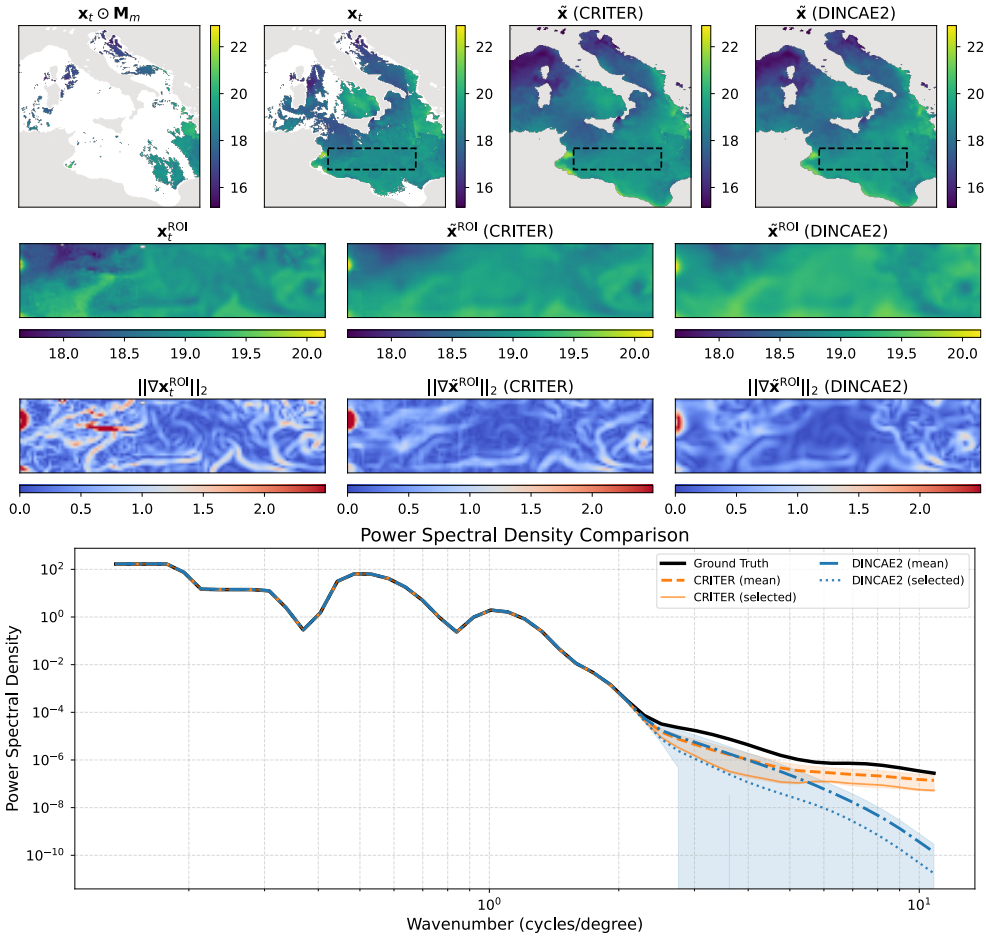 x_t ⊙ M_m
x_t
x̃ (CRITER)
x̃ (DINCAE2)
22
20
18
16
22
20
18
16
22
20
18
16
22
20
18
16
x_t^ROI
x̃^ROI (CRITER)
x̃^ROI (DINCAE2)
18.0 18.5 19.0 19.5 20.0
18.0 18.5 19.0 19.5 20.0
18.0 18.5 19.0 19.5 20.0
||∇x_t^ROI||_2
||∇x̃^ROI||_2 (CRITER)
||∇x̃^ROI||_2 (DINCAE2)
0.0 0.5 1.0 1.5 2.0
0.0 0.5 1.0 1.5 2.0
0.0 0.5 1.0 1.5 2.0
Power Spectral Density Comparison
Ground Truth
CRITER (mean)
CRITER (selected)
DINCAE2 (mean)
DINCAE2 (selected)
Power Spectral Density
10^2
10^0
10^−2
10^−4
10^−6
10^−8
10^−10
10^0
10^1
Wavenumber (cycles/degree)